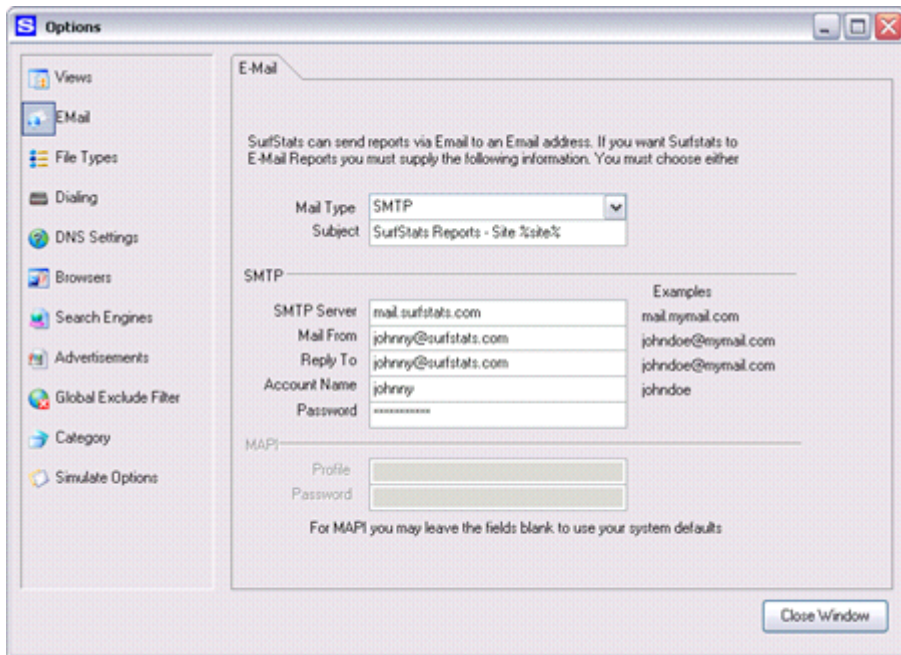 S Options
Views
EMail
File Types
Dialing
DNS Settings
Browsers
Search Engines
Advertisements
Global Exclude Filter
Category
Simulate Options
E-Mail
SurfStats can send reports via Email to an Email address. If you want Surfstats to
E-Mail Reports you must supply the following information. You must choose either
Mail Type SMTP
Subject SurfStats Reports - Site %site%
SMTP
Examples
SMTP Server mail.surfstats.com mail.mymail.com
Mail From johnny@surfstats.com johndoe@mymail.com
Reply To johnny@surfstats.com johndoe@mymail.com
Account Name johnny johndoe
Password ***********
MAPI
Profile
Password
For MAPI you may leave the fields blank to use your system defaults
Close Window